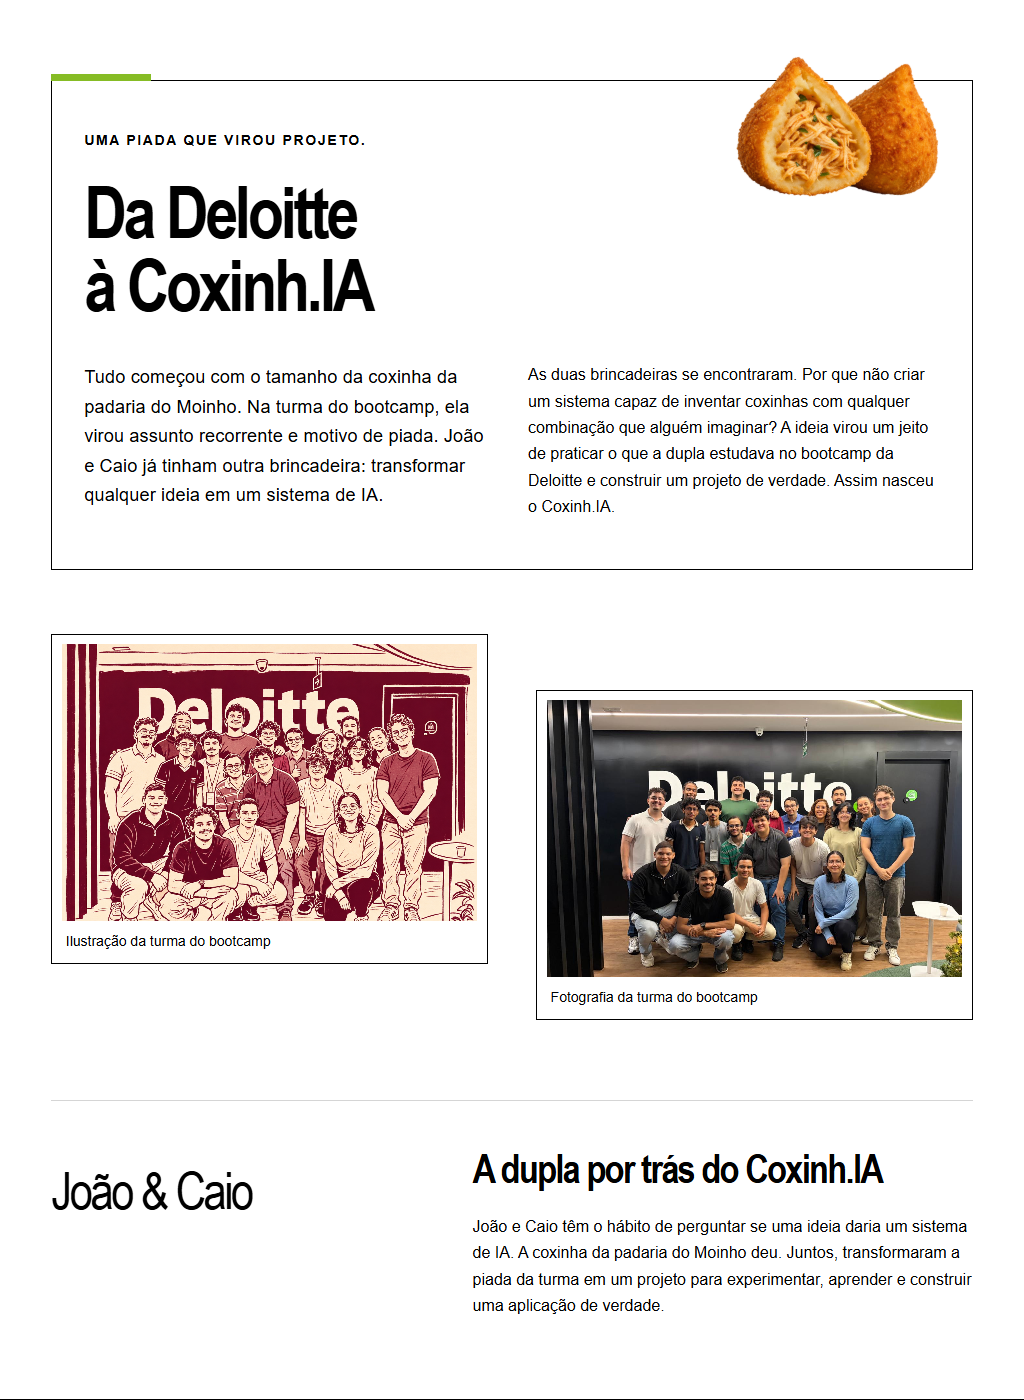 UMA PIADA QUE VIROU PROJETO.
Da Deloitte
à Coxinh.IA
Tudo começou com o tamanho da coxinha da
padaria do Moinho. Na turma do bootcamp, ela
virou assunto recorrente e motivo de piada. João
e Caio já tinham outra brincadeira: transformar
qualquer ideia em um sistema de IA.
As duas brincadeiras se encontraram. Por que não criar
um sistema capaz de inventar coxinhas com qualquer
combinação que alguém imaginar? A ideia virou um jeito
de praticar o que a dupla estudava no bootcamp da
Deloitte e construir um projeto de verdade. Assim nasceu
o Coxinh.IA.
Deloitte
Ilustração da turma do bootcamp
Deloitte
Fotografia da turma do bootcamp
João & Caio
A dupla por trás do Coxinh.IA
João e Caio têm o hábito de perguntar se uma ideia daria um sistema
de IA. A coxinha da padaria do Moinho deu. Juntos, transformaram a
piada da turma em um projeto para experimentar, aprender e construir
uma aplicação de verdade.